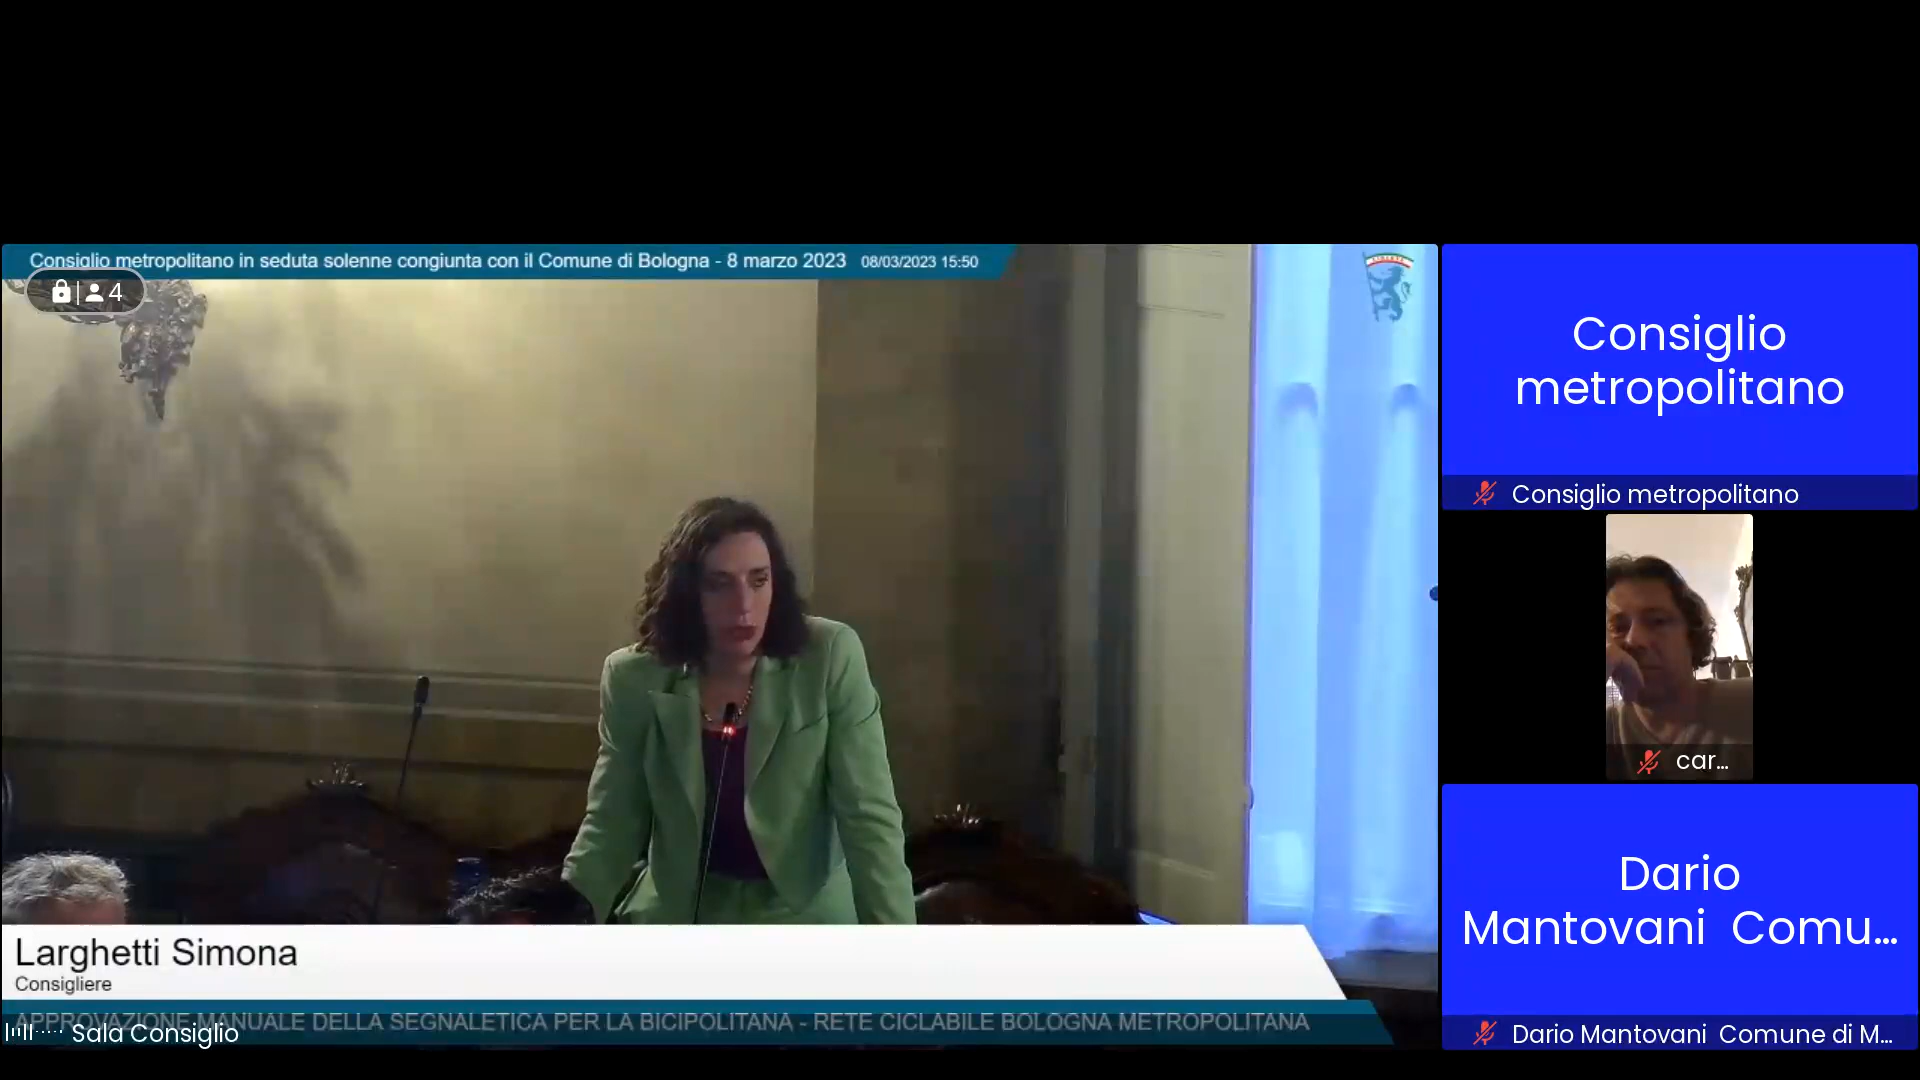 Consiglio metropolitano in seduta solenne congiunta con il Comune di Bologna - 8 marzo 2023 08/03/2023 15:50
4
Consiglio
metropolitano
Consiglio metropolitano
car...
Dario
Mantovani Comu...
Dario Mantovani Comune di M...
Larghetti Simona
Consigliere
APPROVAZIONE MANUALE DELLA SEGNALETICA PER LA BICIPOLITANA - RETE CICLABILE BOLOGNA METROPOLITANA
Sala Consiglio